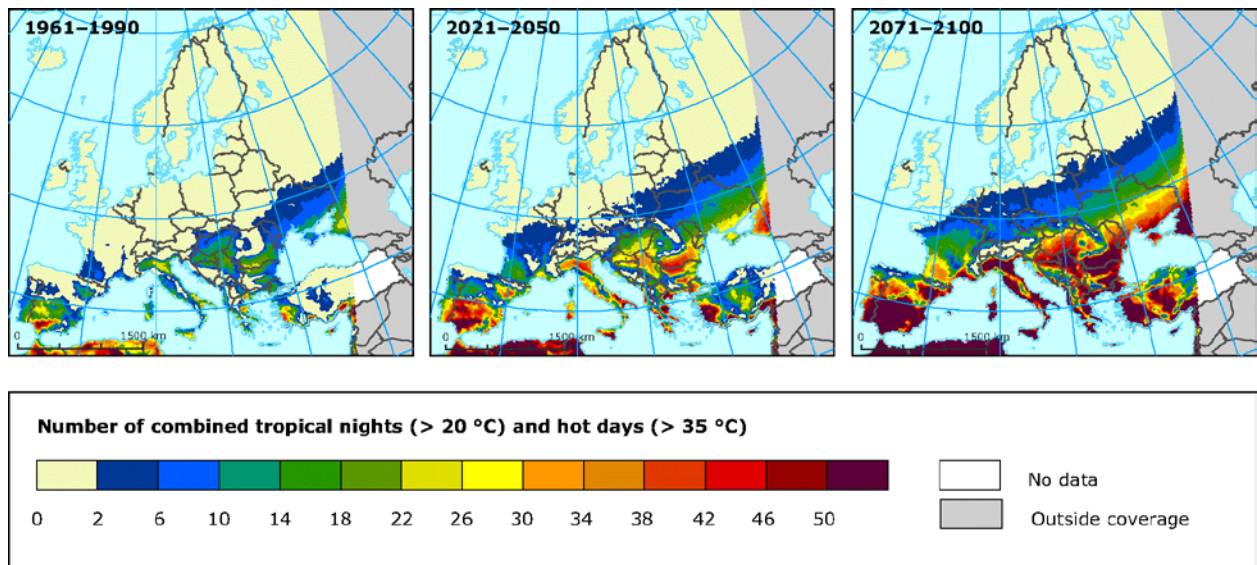 1961–1990
2021–2050
2071–2100
0 1500 km
0 1500 km
0 1500 km
Number of combined tropical nights (> 20 °C) and hot days (> 35 °C)
0 2 6 10 14 18 22 26 30 34 38 42 46 50
No data
Outside coverage